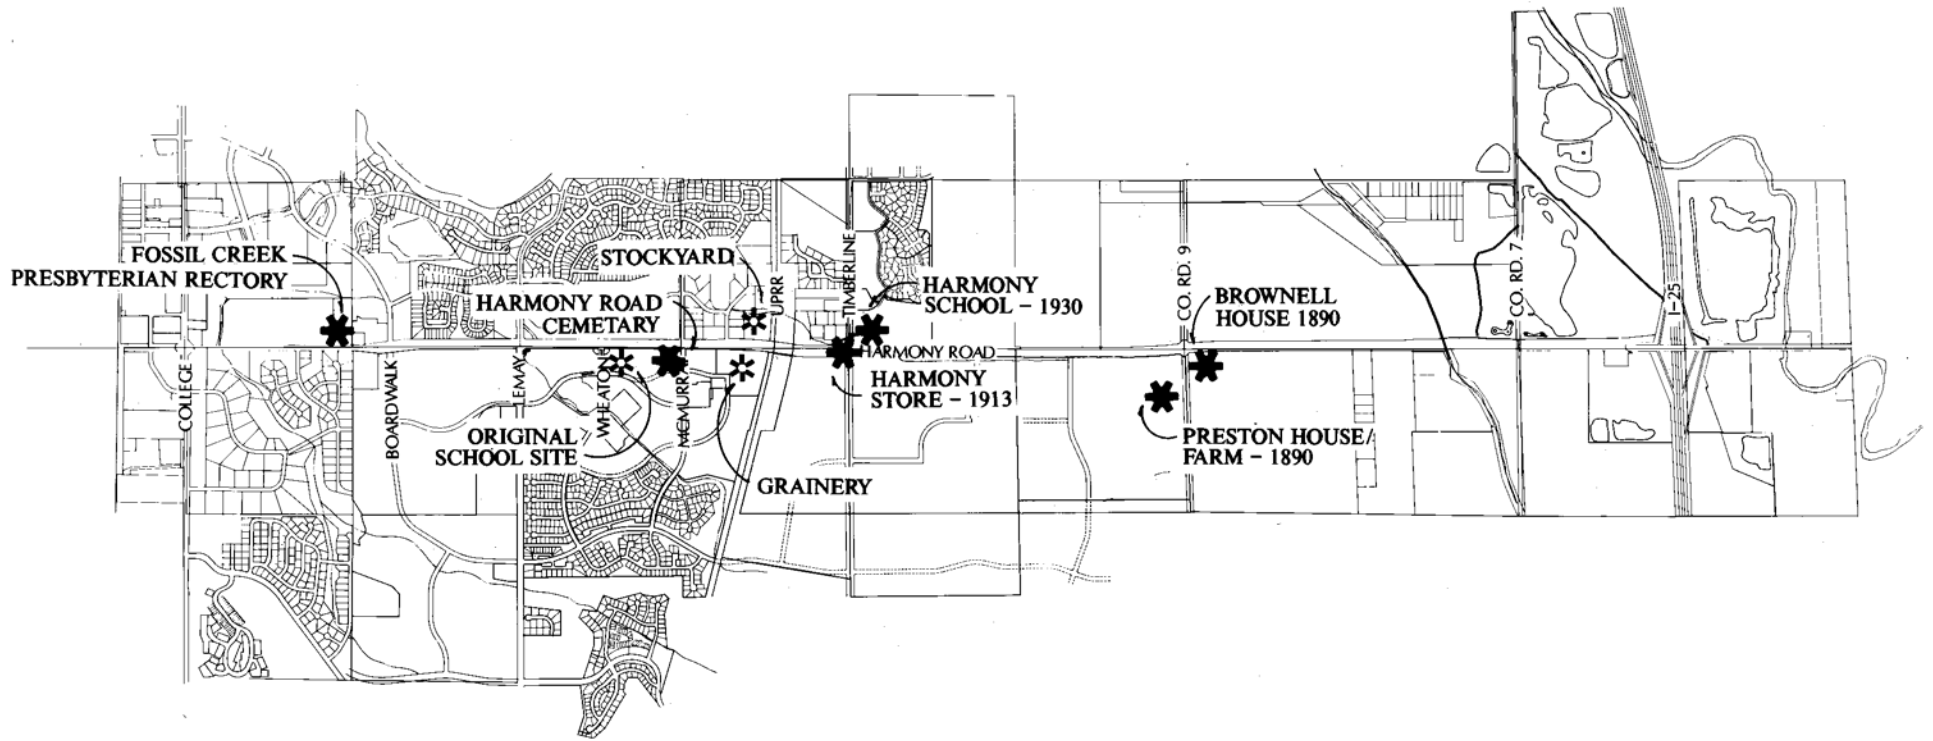 FOSSIL CREEK
PRESBYTERIAN RECTORY
STOCKYARD
HARMONY ROAD
CEMETARY
UPRR
TIMBERLINE
HARMONY
SCHOOL – 1930
CO. RD. 9
BROWNELL
HOUSE 1890
CO. RD. 7
I-25
HARMONY ROAD
HARMONY
STORE – 1913
COLLEGE
BOARDWALK
LEMAY
WHEATON
MCMURRAY
ORIGINAL
SCHOOL SITE
GRAINERY
PRESTON HOUSE/
FARM – 1890